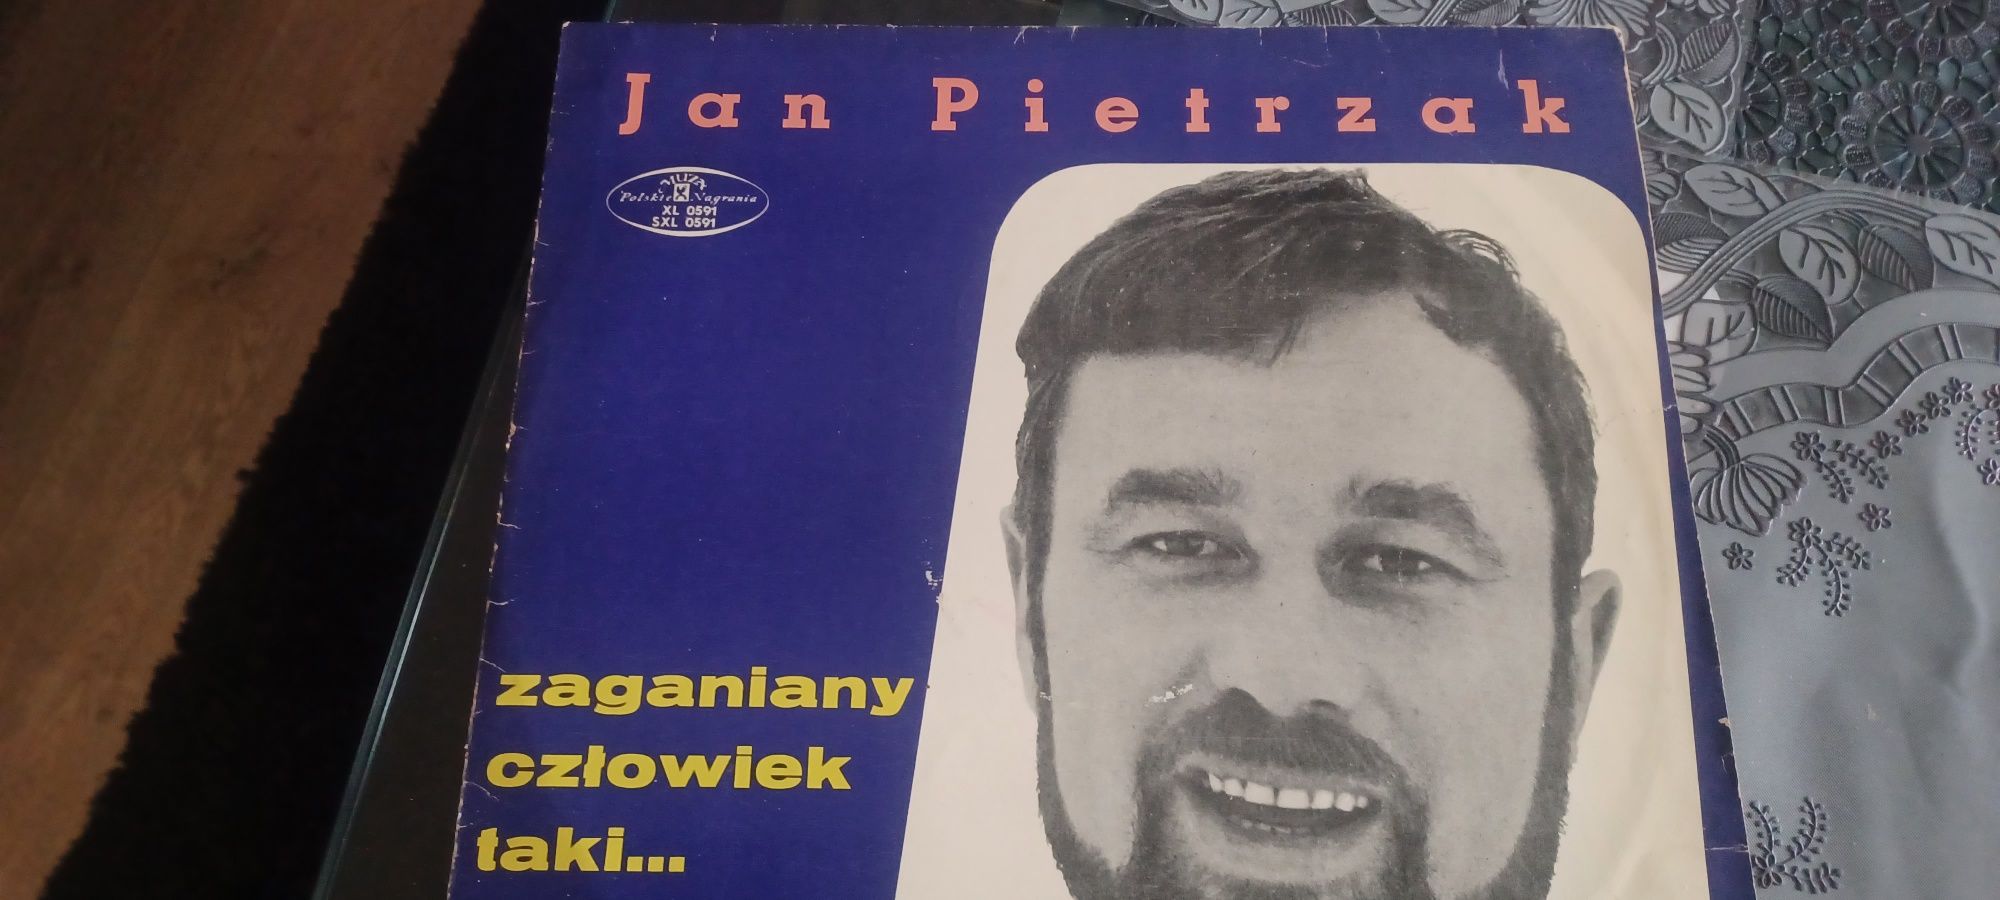 Jan Pietrzak
MUZA
Polskie Nagrania
XL 0591
SXL 0591
zaganiany
człowiek
taki...